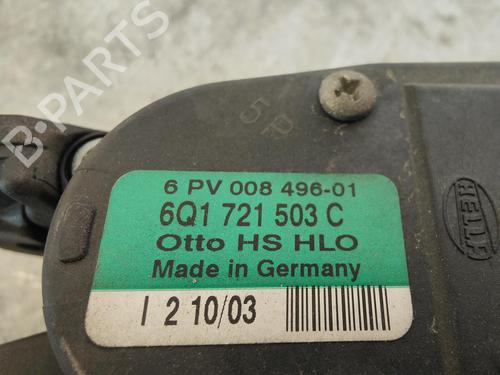 B-PARTS
5P
HELLA
6 PV 008 496-01
6Q1 721 503 C
Otto HS HLO
Made in Germany
I 2 10/03